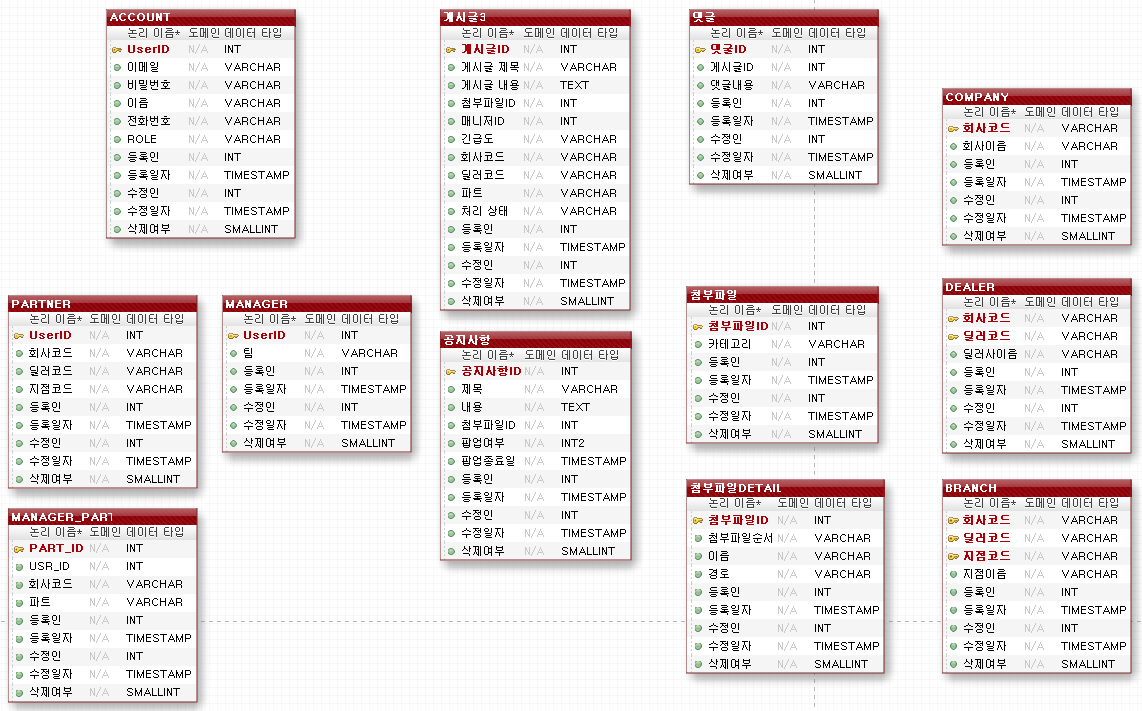 ACCOUNT
논리 이름* 도메인 데이터 타입
UserID N/A INT
이메일 N/A VARCHAR
비밀번호 N/A VARCHAR
이름 N/A VARCHAR
전화번호 N/A VARCHAR
ROLE N/A VARCHAR
등록인 N/A INT
등록일자 N/A TIMESTAMP
수정인 N/A INT
수정일자 N/A TIMESTAMP
삭제여부 N/A SMALLINT
게시글3
논리 이름* 도메인 데이터 타입
게시글ID N/A INT
게시글 제목 N/A VARCHAR
게시글 내용 N/A TEXT
첨부파일ID N/A INT
매니저ID N/A INT
긴급도 N/A VARCHAR
회사코드 N/A VARCHAR
딜러코드 N/A VARCHAR
파트 N/A VARCHAR
처리 상태 N/A VARCHAR
등록인 N/A INT
등록일자 N/A TIMESTAMP
수정인 N/A INT
수정일자 N/A TIMESTAMP
삭제여부 N/A SMALLINT
댓글
논리 이름* 도메인 데이터 타입
댓글ID N/A INT
게시글ID N/A INT
댓글내용 N/A VARCHAR
등록인 N/A INT
등록일자 N/A TIMESTAMP
수정인 N/A INT
수정일자 N/A TIMESTAMP
삭제여부 N/A SMALLINT
COMPANY
논리 이름* 도메인 데이터 타입
회사코드 N/A VARCHAR
회사이름 N/A VARCHAR
등록인 N/A INT
등록일자 N/A TIMESTAMP
수정인 N/A INT
수정일자 N/A TIMESTAMP
삭제여부 N/A SMALLINT
PARTNER
논리 이름* 도메인 데이터 타입
UserID N/A INT
회사코드 N/A VARCHAR
딜러코드 N/A VARCHAR
지점코드 N/A VARCHAR
등록인 N/A INT
등록일자 N/A TIMESTAMP
수정인 N/A INT
수정일자 N/A TIMESTAMP
삭제여부 N/A SMALLINT
MANAGER
논리 이름* 도메인 데이터 타입
UserID N/A INT
팀 N/A VARCHAR
등록인 N/A INT
등록일자 N/A TIMESTAMP
수정인 N/A INT
수정일자 N/A TIMESTAMP
삭제여부 N/A SMALLINT
공지사항
논리 이름* 도메인 데이터 타입
공지사항ID N/A INT
제목 N/A VARCHAR
내용 N/A TEXT
첨부파일ID N/A INT
팝업여부 N/A INT2
팝업종료일 N/A TIMESTAMP
등록인 N/A INT
등록일자 N/A TIMESTAMP
수정인 N/A INT
수정일자 N/A TIMESTAMP
삭제여부 N/A SMALLINT
첨부파일
논리 이름* 도메인 데이터 타입
첨부파일ID N/A INT
카테고리 N/A VARCHAR
등록인 N/A INT
등록일자 N/A TIMESTAMP
수정인 N/A INT
수정일자 N/A TIMESTAMP
삭제여부 N/A SMALLINT
DEALER
논리 이름* 도메인 데이터 타입
회사코드 N/A VARCHAR
딜러코드 N/A VARCHAR
딜러사이름 N/A VARCHAR
등록인 N/A INT
등록일자 N/A TIMESTAMP
수정인 N/A INT
수정일자 N/A TIMESTAMP
삭제여부 N/A SMALLINT
MANAGER_PART
논리 이름* 도메인 데이터 타입
PART_ID N/A INT
USR_ID N/A INT
회사코드 N/A VARCHAR
파트 N/A VARCHAR
등록인 N/A INT
등록일자 N/A TIMESTAMP
수정인 N/A INT
수정일자 N/A TIMESTAMP
삭제여부 N/A SMALLINT
첨부파일DETAIL
논리 이름* 도메인 데이터 타입
첨부파일ID N/A INT
첨부파일순서 N/A VARCHAR
이름 N/A VARCHAR
경로 N/A VARCHAR
등록인 N/A INT
등록일자 N/A TIMESTAMP
수정인 N/A INT
수정일자 N/A TIMESTAMP
삭제여부 N/A SMALLINT
BRANCH
논리 이름* 도메인 데이터 타입
회사코드 N/A VARCHAR
딜러코드 N/A VARCHAR
지점코드 N/A VARCHAR
지점이름 N/A VARCHAR
등록인 N/A INT
등록일자 N/A TIMESTAMP
수정인 N/A INT
수정일자 N/A TIMESTAMP
삭제여부 N/A SMALLINT